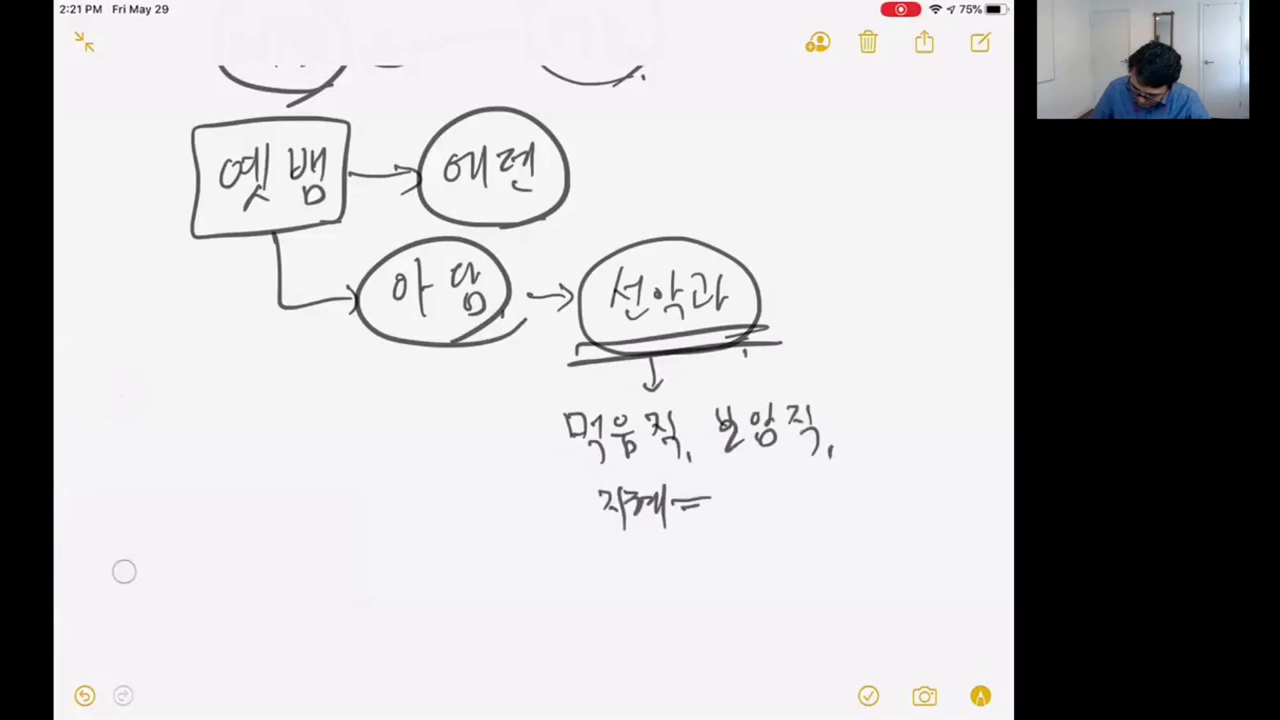 2:21 PM Fri May 29 75%
옛 뱀 → 에덴
아담 → 선악과
먹음직, 보암직,
지혜